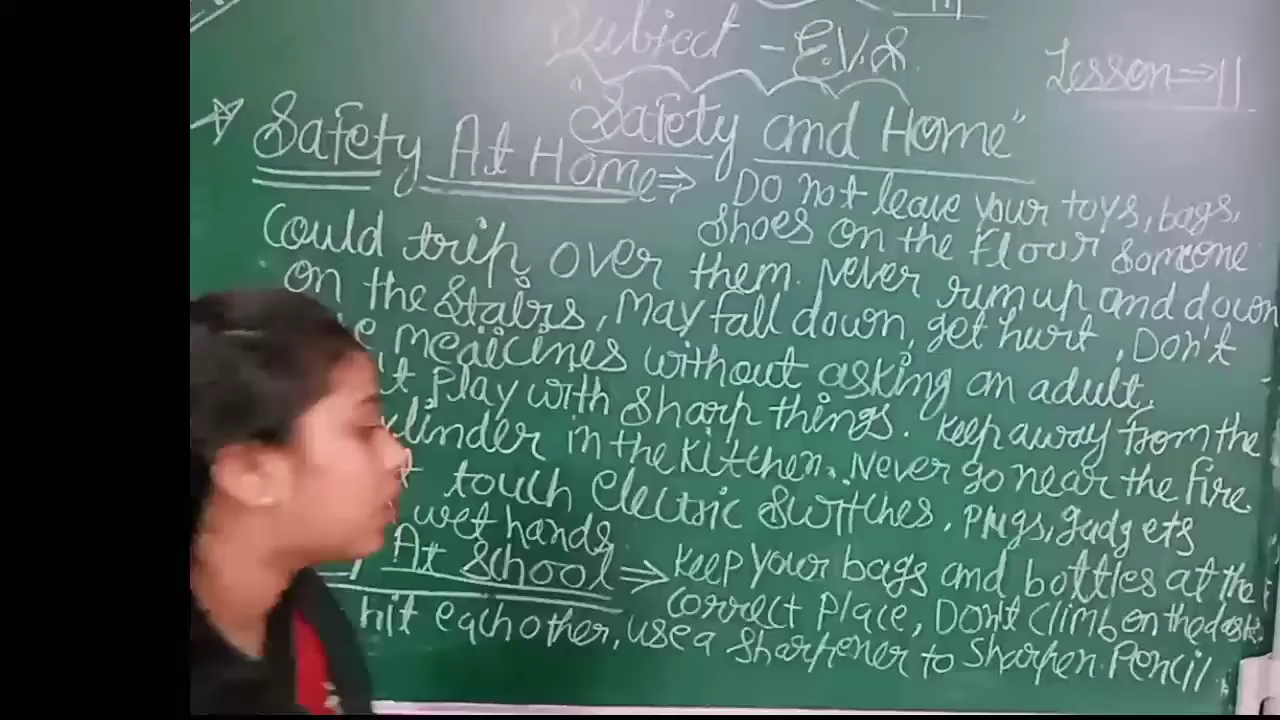 Subject - E.V.S.
Lesson ⇒ 11
"Safety and Home"
Safety At Home ⇒ Do not leave your toys, bags,
shoes on the flour someone
Could trip over them. Never rum up and down
on the stairs, may fall down, get hurt, Don't
medicines without asking an adult,
Play with sharp things. Keep away from the
in the kitchen. Never go near the fire
touch electric switches, plugs, gadgets
wet hands.
At School ⇒ Keep your bags and bottles at the
correct place, Don't climb on the desk.
hit each other, use a sharpener to sharpen Pencil